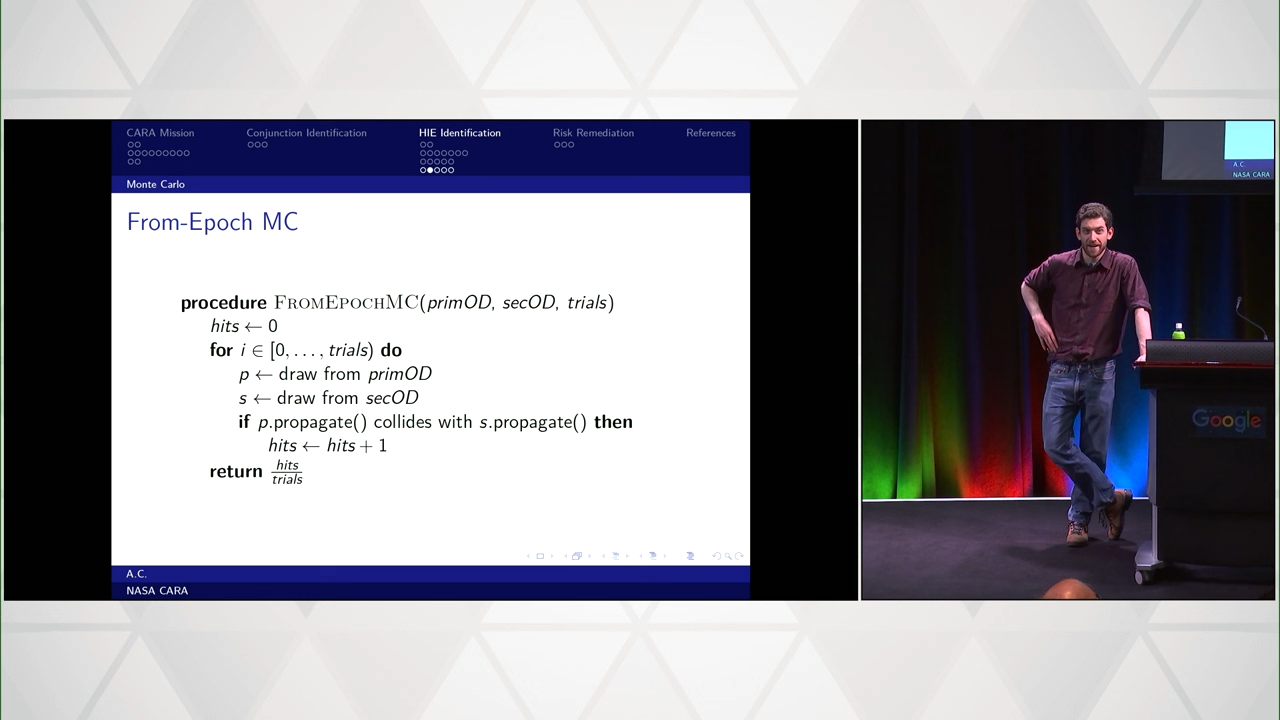 CARA Mission
Conjunction Identification
HIE Identification
Risk Remediation
References
Monte Carlo
From-Epoch MC
procedure FROMEPOCHMC(primOD, secOD, trials)
hits ← 0
for i ∈ [0, . . . , trials) do
p ← draw from primOD
s ← draw from secOD
if p.propagate() collides with s.propagate() then
hits ← hits + 1
return hits/trials
A.C.
NASA CARA
A.C.
NASA CARA
Google